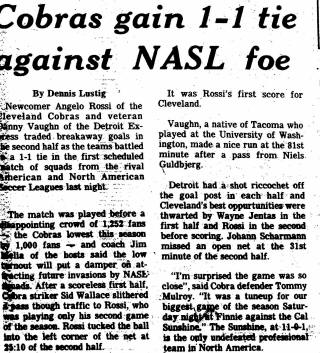 Cobras gain 1-1 tie
against NASL foe
By Dennis Lustig
Newcomer Angelo Rossi of the
Cleveland Cobras and veteran
Vaughn of the Detroit Ex-
press traded breakaway goals in
the second half as the teams battled
a 1-1 tie in the first scheduled
match of squads from the rival
American and North American
Soccer Leagues last night.
The match was played before a
disappointing crowd of 1,252 fans
— the Cobras lowest this season
by 1,000 fans — and coach Jim
of the hosts said the low
turnout will put a damper on
future invasions by NASL
squads. After a scoreless first half,
Cobra striker Sid Wallace slithered
a pass though traffic to Rossi, who
was playing only his second game
of the season. Rossi tucked the ball
into the left corner of the net at
of the second half.
It was Rossi's first score for
Cleveland.
Vaughn, a native of Tacoma who
played at the University of Wash-
ington, made a nice run at the 81st
minute after a pass from Niels
Guldbjerg.
Detroit had a shot riccochet off
the goal post in each half and
Cleveland's best opportunities were
thwarted by Wayne Jentas in the
first half and Rossi in the second
before scoring. Johann Scharmann
missed an open net at the 31st
minute of the second half.
"I'm surprised the game was so
close", said Cobra defender Tommy
Mulroy. "It was a tuneup for our
biggest game of the season Satur-
day night at Finnie against the Cal
Sunshine." The Sunshine, at 11-0-1,
is the only undefeated professional
team in North America.